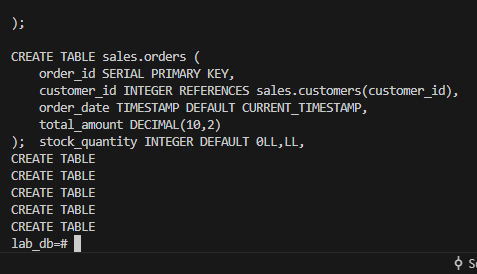 );
CREATE TABLE sales.orders (
order_id SERIAL PRIMARY KEY,
customer_id INTEGER REFERENCES sales.customers(customer_id),
order_date TIMESTAMP DEFAULT CURRENT_TIMESTAMP,
total_amount DECIMAL(10,2)
);  stock_quantity INTEGER DEFAULT 0LL,LL,
CREATE TABLE
CREATE TABLE
CREATE TABLE
CREATE TABLE
CREATE TABLE
lab_db=#